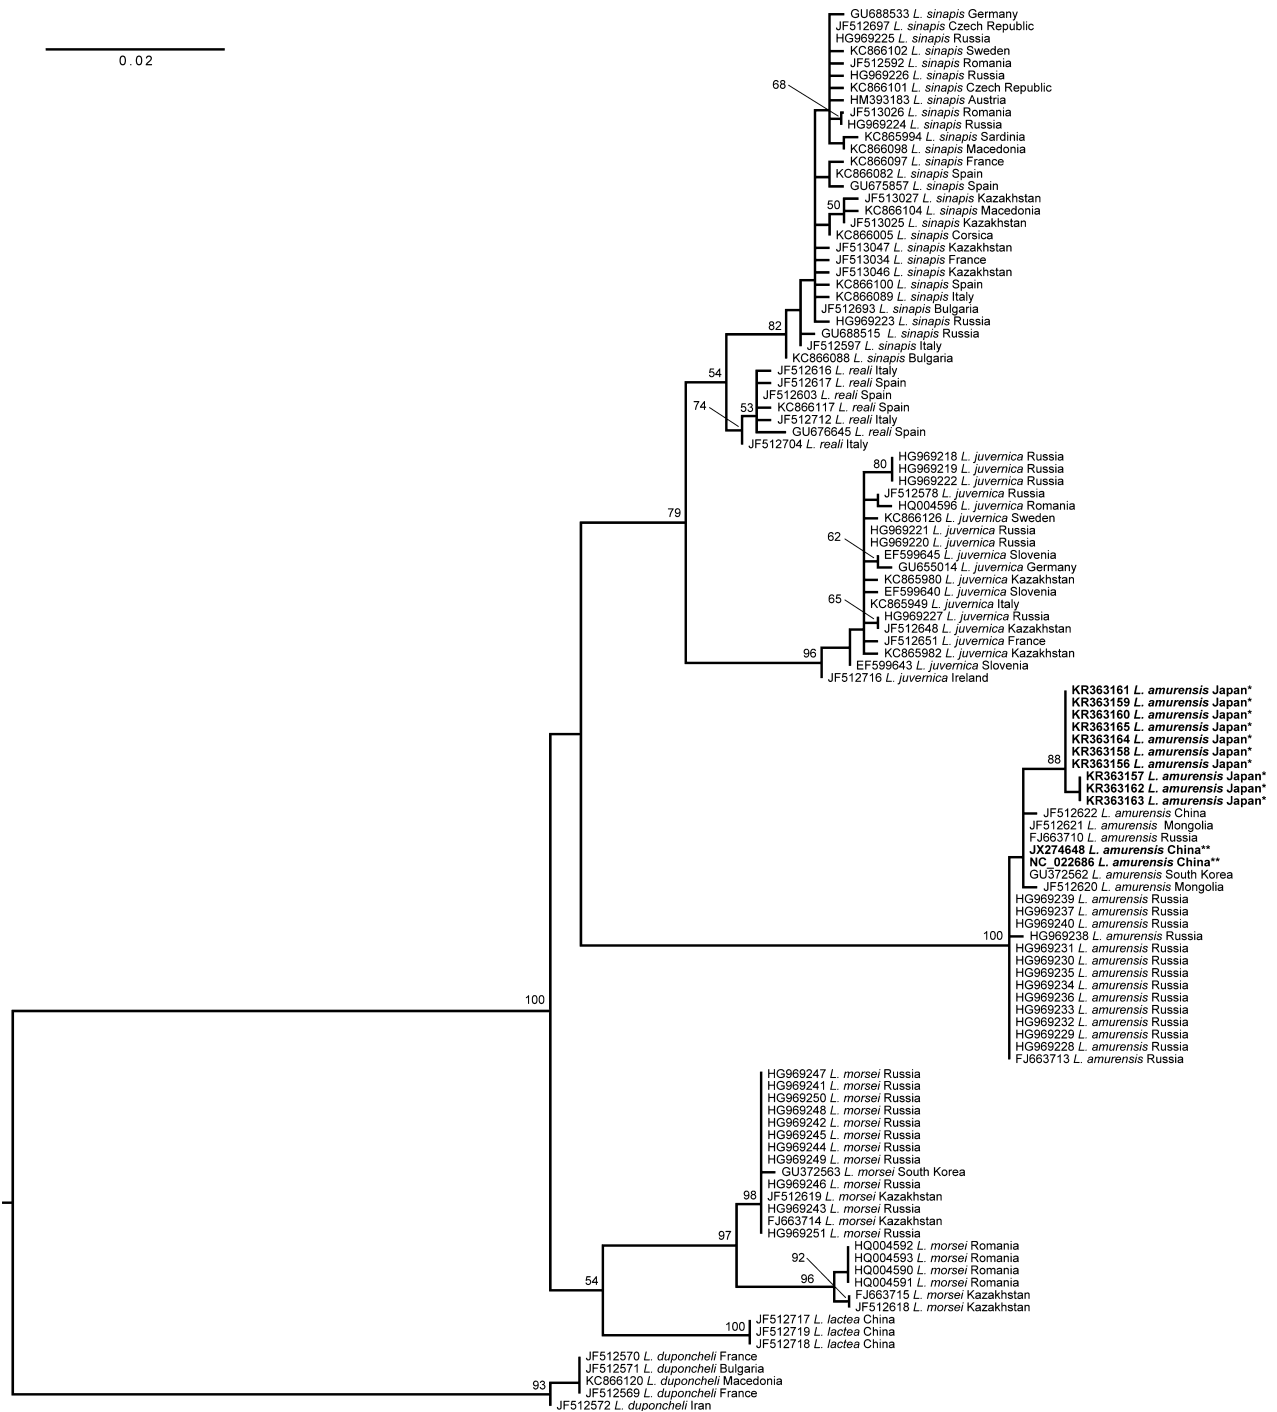 GU688533 L. sinapis Germany
0.02
JF512697 L. sinapis Czech Republic
HG969225 L. sinapis Russia
KC866102 L. sinapis Sweden
JF512592 L. sinapis Romania
HG969226 L. sinapis Russia
68
KC866101 L. sinapis Czech Republic
HM393183 L. sinapis Austria
JF513026 L. sinapis Romania
HG969224 L. sinapis Russia
KC865994 L. sinapis Sardinia
KC866098 L. sinapis Macedonia
KC866097 L. sinapis France
KC866082 L. sinapis Spain
GU675857 L. sinapis Spain
JF513027 L. sinapis Kazakhstan
50
KC866104 L. sinapis Macedonia
JF513025 L. sinapis Kazakhstan
KC866005 L. sinapis Corsica
JF513047 L. sinapis Kazakhstan
JF513034 L. sinapis France
JF513046 L. sinapis Kazakhstan
KC866100 L. sinapis Spain
KC866089 L. sinapis Italy
JF512693 L. sinapis Bulgaria
HG969223 L. sinapis Russia
82
GU688515 L. sinapis Russia
JF512597 L. sinapis Italy
KC866088 L. sinapis Bulgaria
54
JF512616 L. reali Italy
JF512617 L. reali Spain
JF512603 L. reali Spain
74
53
KC866117 L. reali Spain
JF512712 L. reali Italy
GU676645 L. reali Spain
JF512704 L. reali Italy
HG969218 L. juvernica Russia
80
HG969219 L. juvernica Russia
HG969222 L. juvernica Russia
JF512578 L. juvernica Russia
HQ004596 L. juvernica Romania
79
KC866126 L. juvernica Sweden
HG969221 L. juvernica Russia
62
HG969220 L. juvernica Russia
EF599645 L. juvernica Slovenia
GU655014 L. juvernica Germany
KC865980 L. juvernica Kazakhstan
EF599640 L. juvernica Slovenia
65
KC865949 L. juvernica Italy
HG969227 L. juvernica Russia
JF512648 L. juvernica Kazakhstan
JF512651 L. juvernica France
96
KC865982 L. juvernica Kazakhstan
EF599643 L. juvernica Slovenia
JF512716 L. juvernica Ireland
KR363161 L. amurensis Japan*
KR363159 L. amurensis Japan*
KR363160 L. amurensis Japan*
KR363165 L. amurensis Japan*
KR363164 L. amurensis Japan*
KR363158 L. amurensis Japan*
88
KR363156 L. amurensis Japan*
KR363157 L. amurensis Japan*
KR363162 L. amurensis Japan*
KR363163 L. amurensis Japan*
JF512622 L. amurensis China
JF512621 L. amurensis Mongolia
FJ663710 L. amurensis Russia
JX274648 L. amurensis China**
NC_022686 L. amurensis China**
GU372562 L. amurensis South Korea
JF512620 L. amurensis Mongolia
HG969239 L. amurensis Russia
HG969237 L. amurensis Russia
HG969240 L. amurensis Russia
100
HG969238 L. amurensis Russia
HG969231 L. amurensis Russia
HG969230 L. amurensis Russia
HG969235 L. amurensis Russia
HG969234 L. amurensis Russia
HG969236 L. amurensis Russia
100
HG969233 L. amurensis Russia
HG969232 L. amurensis Russia
HG969229 L. amurensis Russia
HG969228 L. amurensis Russia
FJ663713 L. amurensis Russia
HG969247 L. morsei Russia
HG969241 L. morsei Russia
HG969250 L. morsei Russia
HG969248 L. morsei Russia
HG969242 L. morsei Russia
HG969245 L. morsei Russia
HG969244 L. morsei Russia
HG969249 L. morsei Russia
GU372563 L. morsei South Korea
HG969246 L. morsei Russia
98
JF512619 L. morsei Kazakhstan
HG969243 L. morsei Russia
FJ663714 L. morsei Kazakhstan
HG969251 L. morsei Russia
97
HQ004592 L. morsei Romania
92
HQ004593 L. morsei Romania
HQ004590 L. morsei Romania
54
96
HQ004591 L. morsei Romania
FJ663715 L. morsei Kazakhstan
JF512618 L. morsei Kazakhstan
JF512717 L. lactea China
100
JF512719 L. lactea China
JF512718 L. lactea China
JF512570 L. duponcheli France
JF512571 L. duponcheli Bulgaria
93
KC866120 L. duponcheli Macedonia
JF512569 L. duponcheli France
JF512572 L. duponcheli Iran